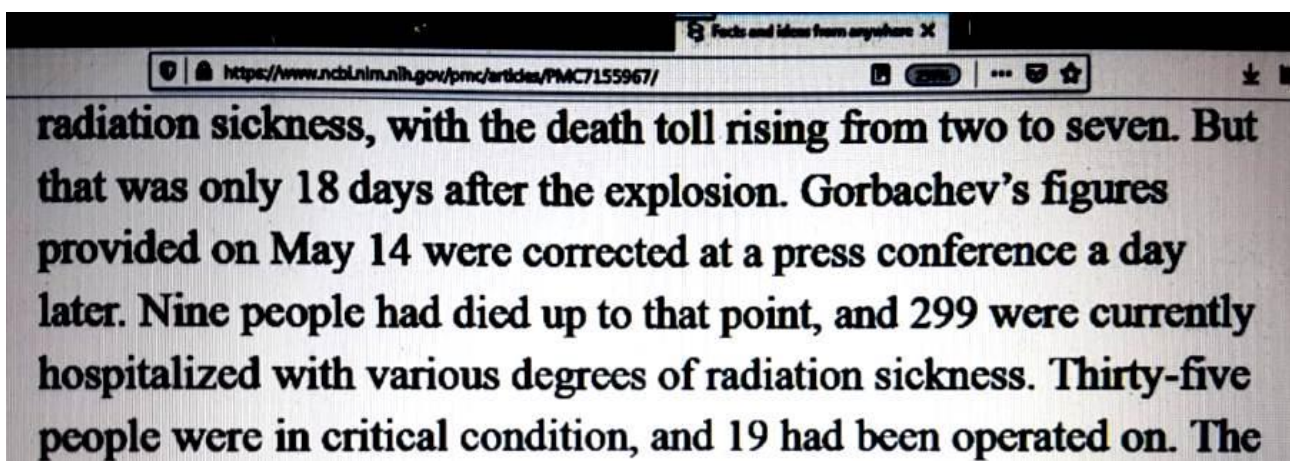 Facts and ideas from anywhere
https://www.ncbi.nlm.nih.gov/pmc/articles/PMC7155967/
radiation sickness, with the death toll rising from two to seven. But
that was only 18 days after the explosion. Gorbachev’s figures
provided on May 14 were corrected at a press conference a day
later. Nine people had died up to that point, and 299 were currently
hospitalized with various degrees of radiation sickness. Thirty-five
people were in critical condition, and 19 had been operated on. The